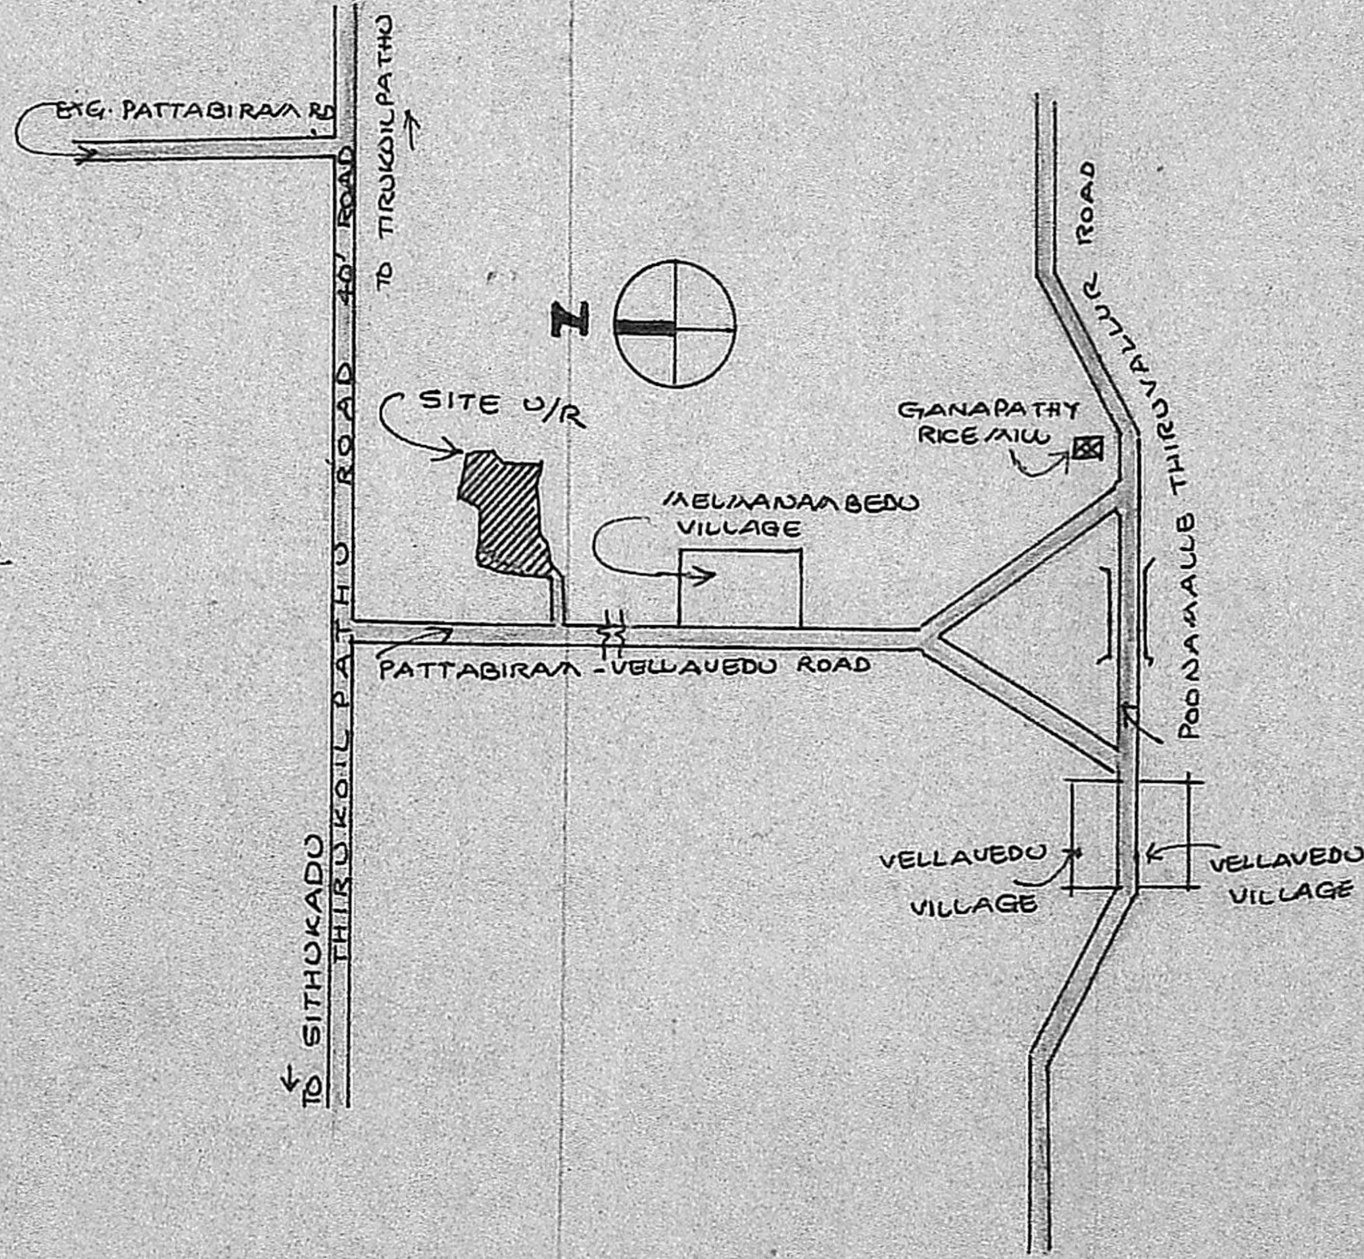 EXG. PATTABIRAM RD
TO TIRUKOILPATHU
THIRUKOILPATHU ROAD ROAD 40' ROAD
N
SITE U/R
GANAPATHY
RICE MILL
MELMANAMBEDU
VILLAGE
POONAMALLE THIRUVALLUR ROAD
PATTABIRAM - VELLAVEDU ROAD
TO SITHUKADU
VELLAVEDU
VILLAGE
VELLAVEDU
VILLAGE